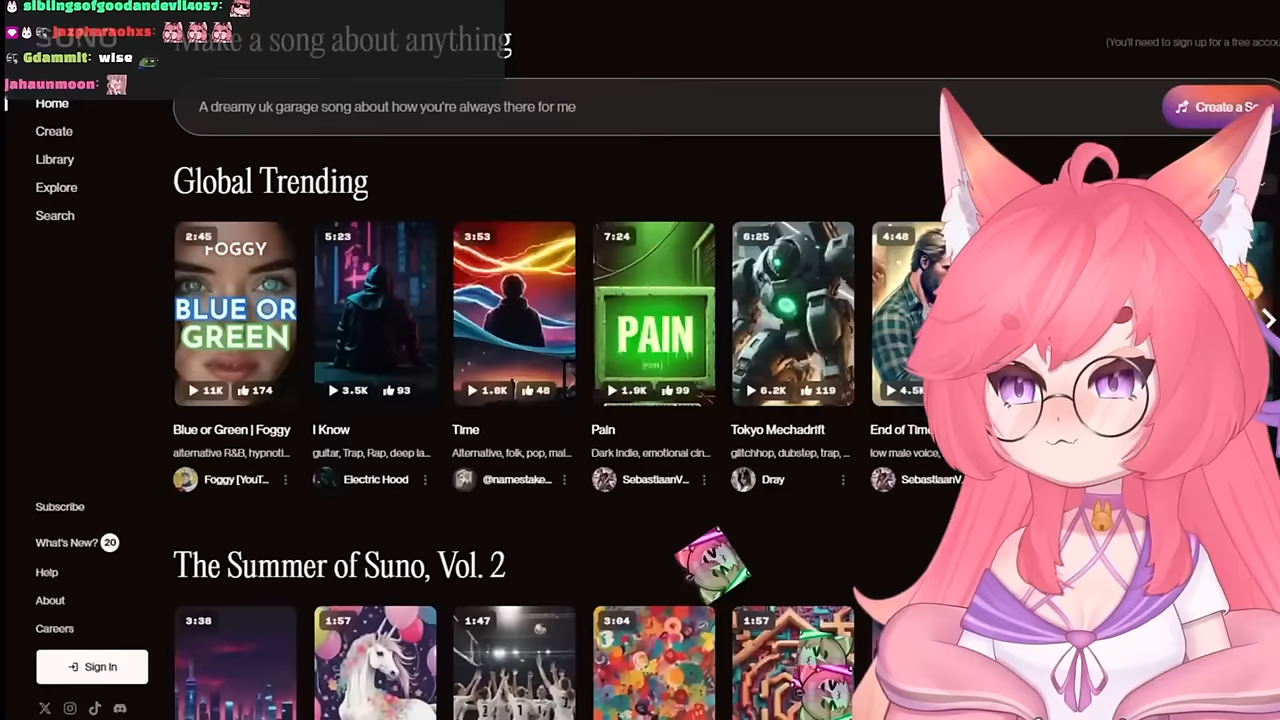 siblingsofgoodandevil4057:
jazpharaohxs:
Gdammit: wise
jahaunmoon:
SUNO
Make a song about anything
(You'll need to sign up for a free accou
A dreamy uk garage song about how you're always there for me
Create a So
Home
Create
Library
Explore
Search
Global Trending
2:45
5:23
3:53
7:24
6:25
4:48
FOGGY
BLUE OR
GREEN
PAIN
11K 174
3.5K 93
1.8K 48
1.9K 99
6.2K 119
4.5K
Blue or Green | Foggy
I Know
Time
Pain
Tokyo Mechadrift
End of Time
alternative R&B, hypnoti...
guitar, Trap, Rap, deep la...
Alternative, folk, pop, mal...
Dark Indie, emotional cin...
glitchhop, dubstep, trap, ...
low male voice,
Foggy [YouT...
Electric Hood
@namestake...
SebastiaanV...
Dray
SebastiaanV
Subscribe
What's New? 20
Help
About
Careers
Sign In
The Summer of Suno, Vol. 2
3:38
1:57
1:47
3:04
1:57